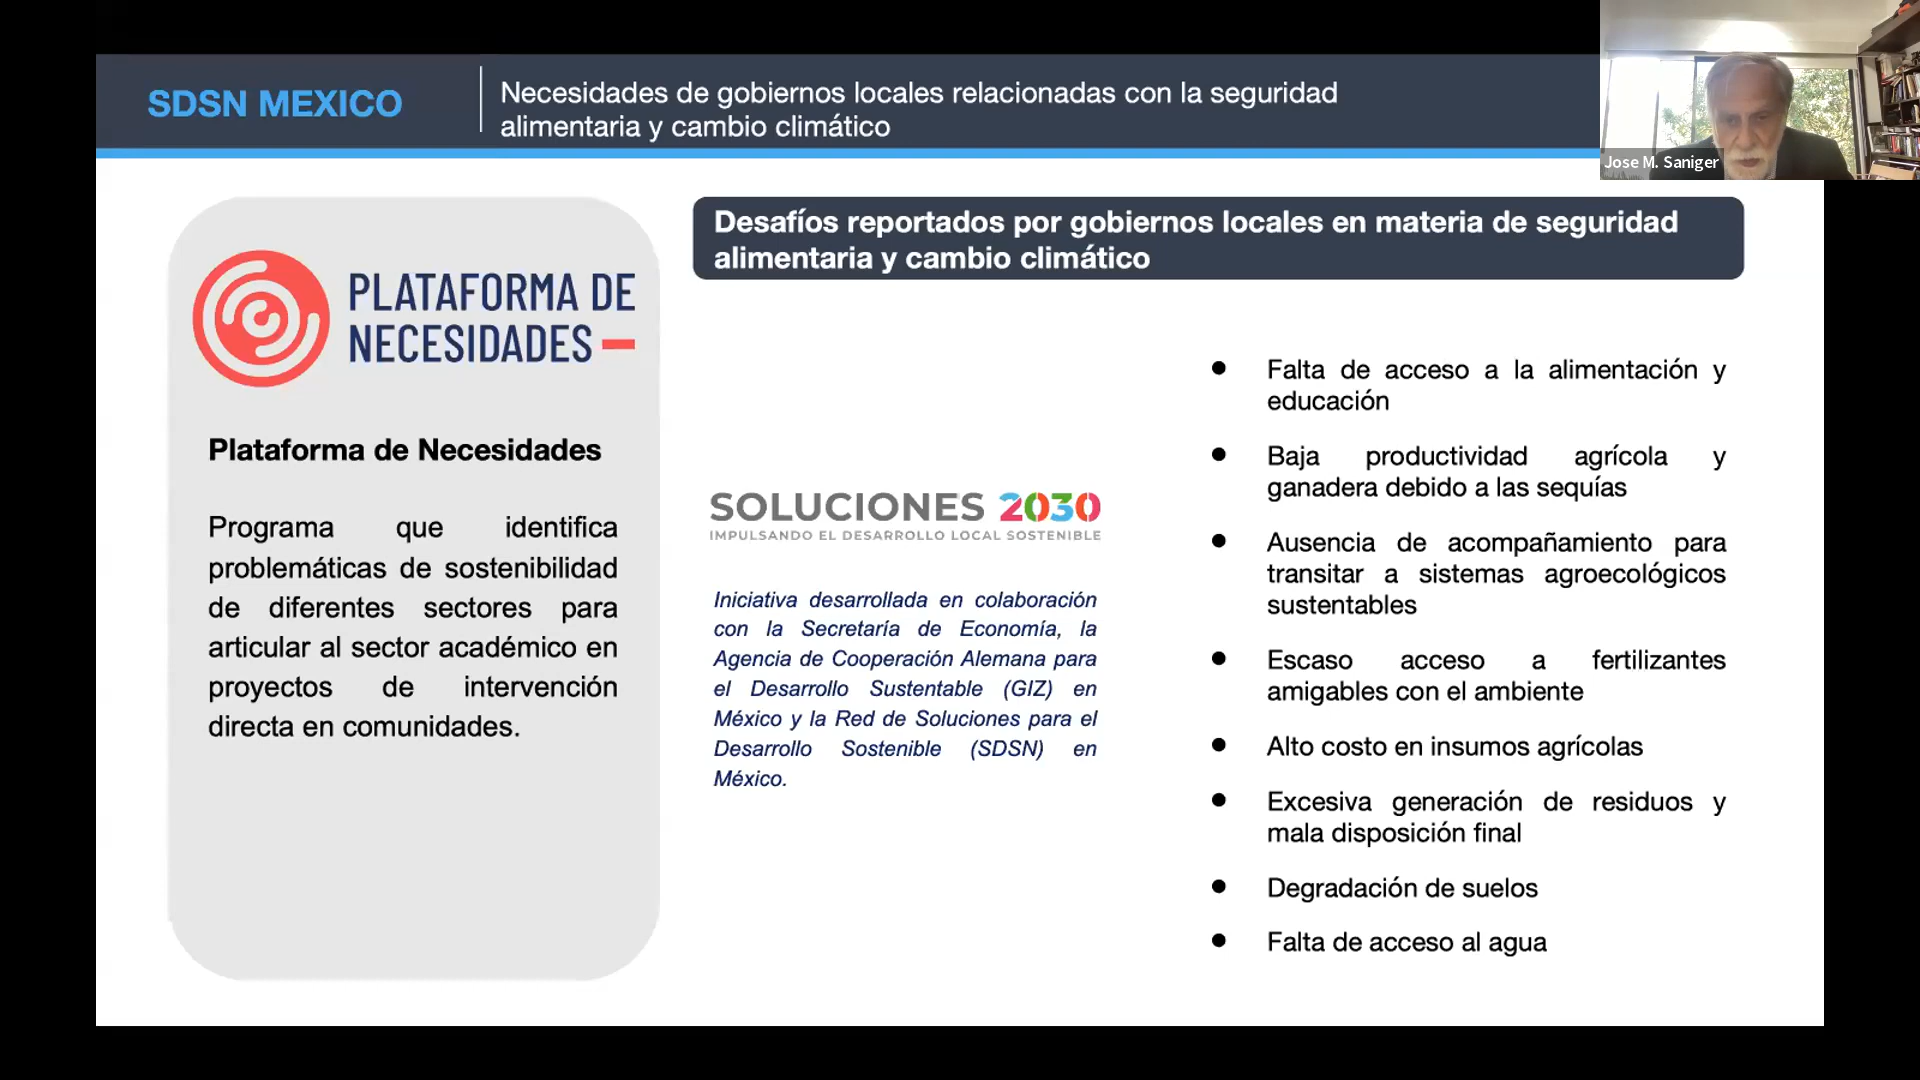 SDSN MEXICO
Necesidades de gobiernos locales relacionadas con la seguridad
alimentaria y cambio climático
Jose M. Saniger
PLATAFORMA DE
NECESIDADES
Plataforma de Necesidades
Programa que identifica
problemáticas de sostenibilidad
de diferentes sectores para
articular al sector académico en
proyectos de intervención
directa en comunidades.
Desafíos reportados por gobiernos locales en materia de seguridad
alimentaria y cambio climático
SOLUCIONES 2030
IMPULSANDO EL DESARROLLO LOCAL SOSTENIBLE
Iniciativa desarrollada en colaboración
con la Secretaría de Economía, la
Agencia de Cooperación Alemana para
el Desarrollo Sustentable (GIZ) en
México y la Red de Soluciones para el
Desarrollo Sostenible (SDSN) en
México.
● Falta de acceso a la alimentación y
educación
● Baja productividad agrícola y
ganadera debido a las sequías
● Ausencia de acompañamiento para
transitar a sistemas agroecológicos
sustentables
● Escaso acceso a fertilizantes
amigables con el ambiente
● Alto costo en insumos agrícolas
● Excesiva generación de residuos y
mala disposición final
● Degradación de suelos
● Falta de acceso al agua